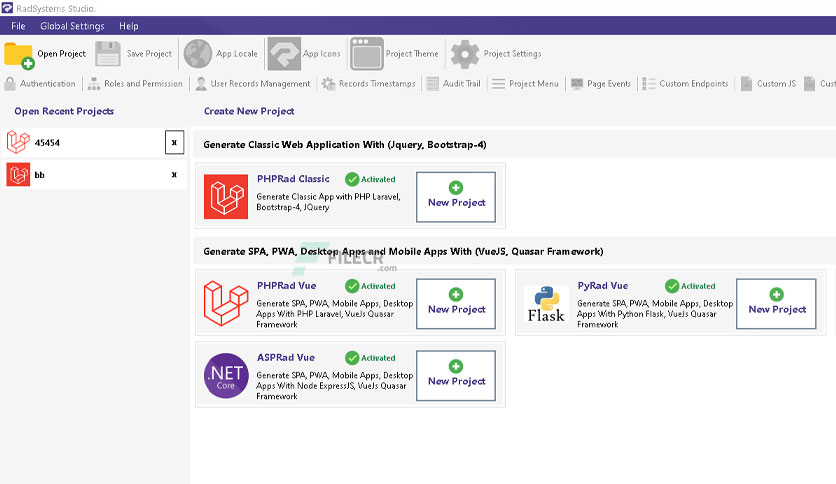 RadSystems Studio.
File Global Settings Help
Open Project Save Project App Locale App Icons Project Theme Project Settings
Authentication Roles and Permission User Records Management Records Timestamps Audit Trail Project Menu Page Events Custom Endpoints Custom JS
Open Recent Projects
45454 x
bb x
Create New Project
Generate Classic Web Application With (Jquery, Bootstrap-4)
PHPRad Classic Activated
Generate Classic App with PHP Laravel,
Bootstrap-4, JQuery
New Project
Generate SPA, PWA, Desktop Apps and Mobile Apps With (VueJS, Quasar Framework)
FILECR
.com
PHPRad Vue Activated
Generate SPA, PWA, Mobile Apps, Desktop
Apps With PHP Laravel, VueJs Quasar
Framework
New Project
Flask
PyRad Vue Activated
Generate SPA, PWA, Mobile Apps, Desktop
Apps With Python Flask, VueJs Quasar
Framework
New Project
.NET
Core
ASPRad Vue Activated
Generate SPA, PWA, Mobile Apps, Desktop
Apps With Node ExpressJS, VueJs Quasar
Framework
New Project